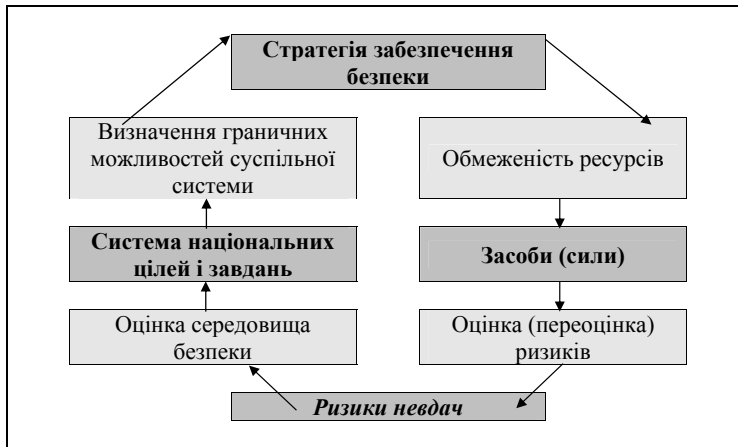 Стратегія забезпечення
безпеки
Визначення граничних
можливостей суспільної
системи
Обмеженість ресурсів
Система національних
цілей і завдань
Засоби (сили)
Оцінка середовища
безпеки
Оцінка (переоцінка)
ризиків
Ризики невдач